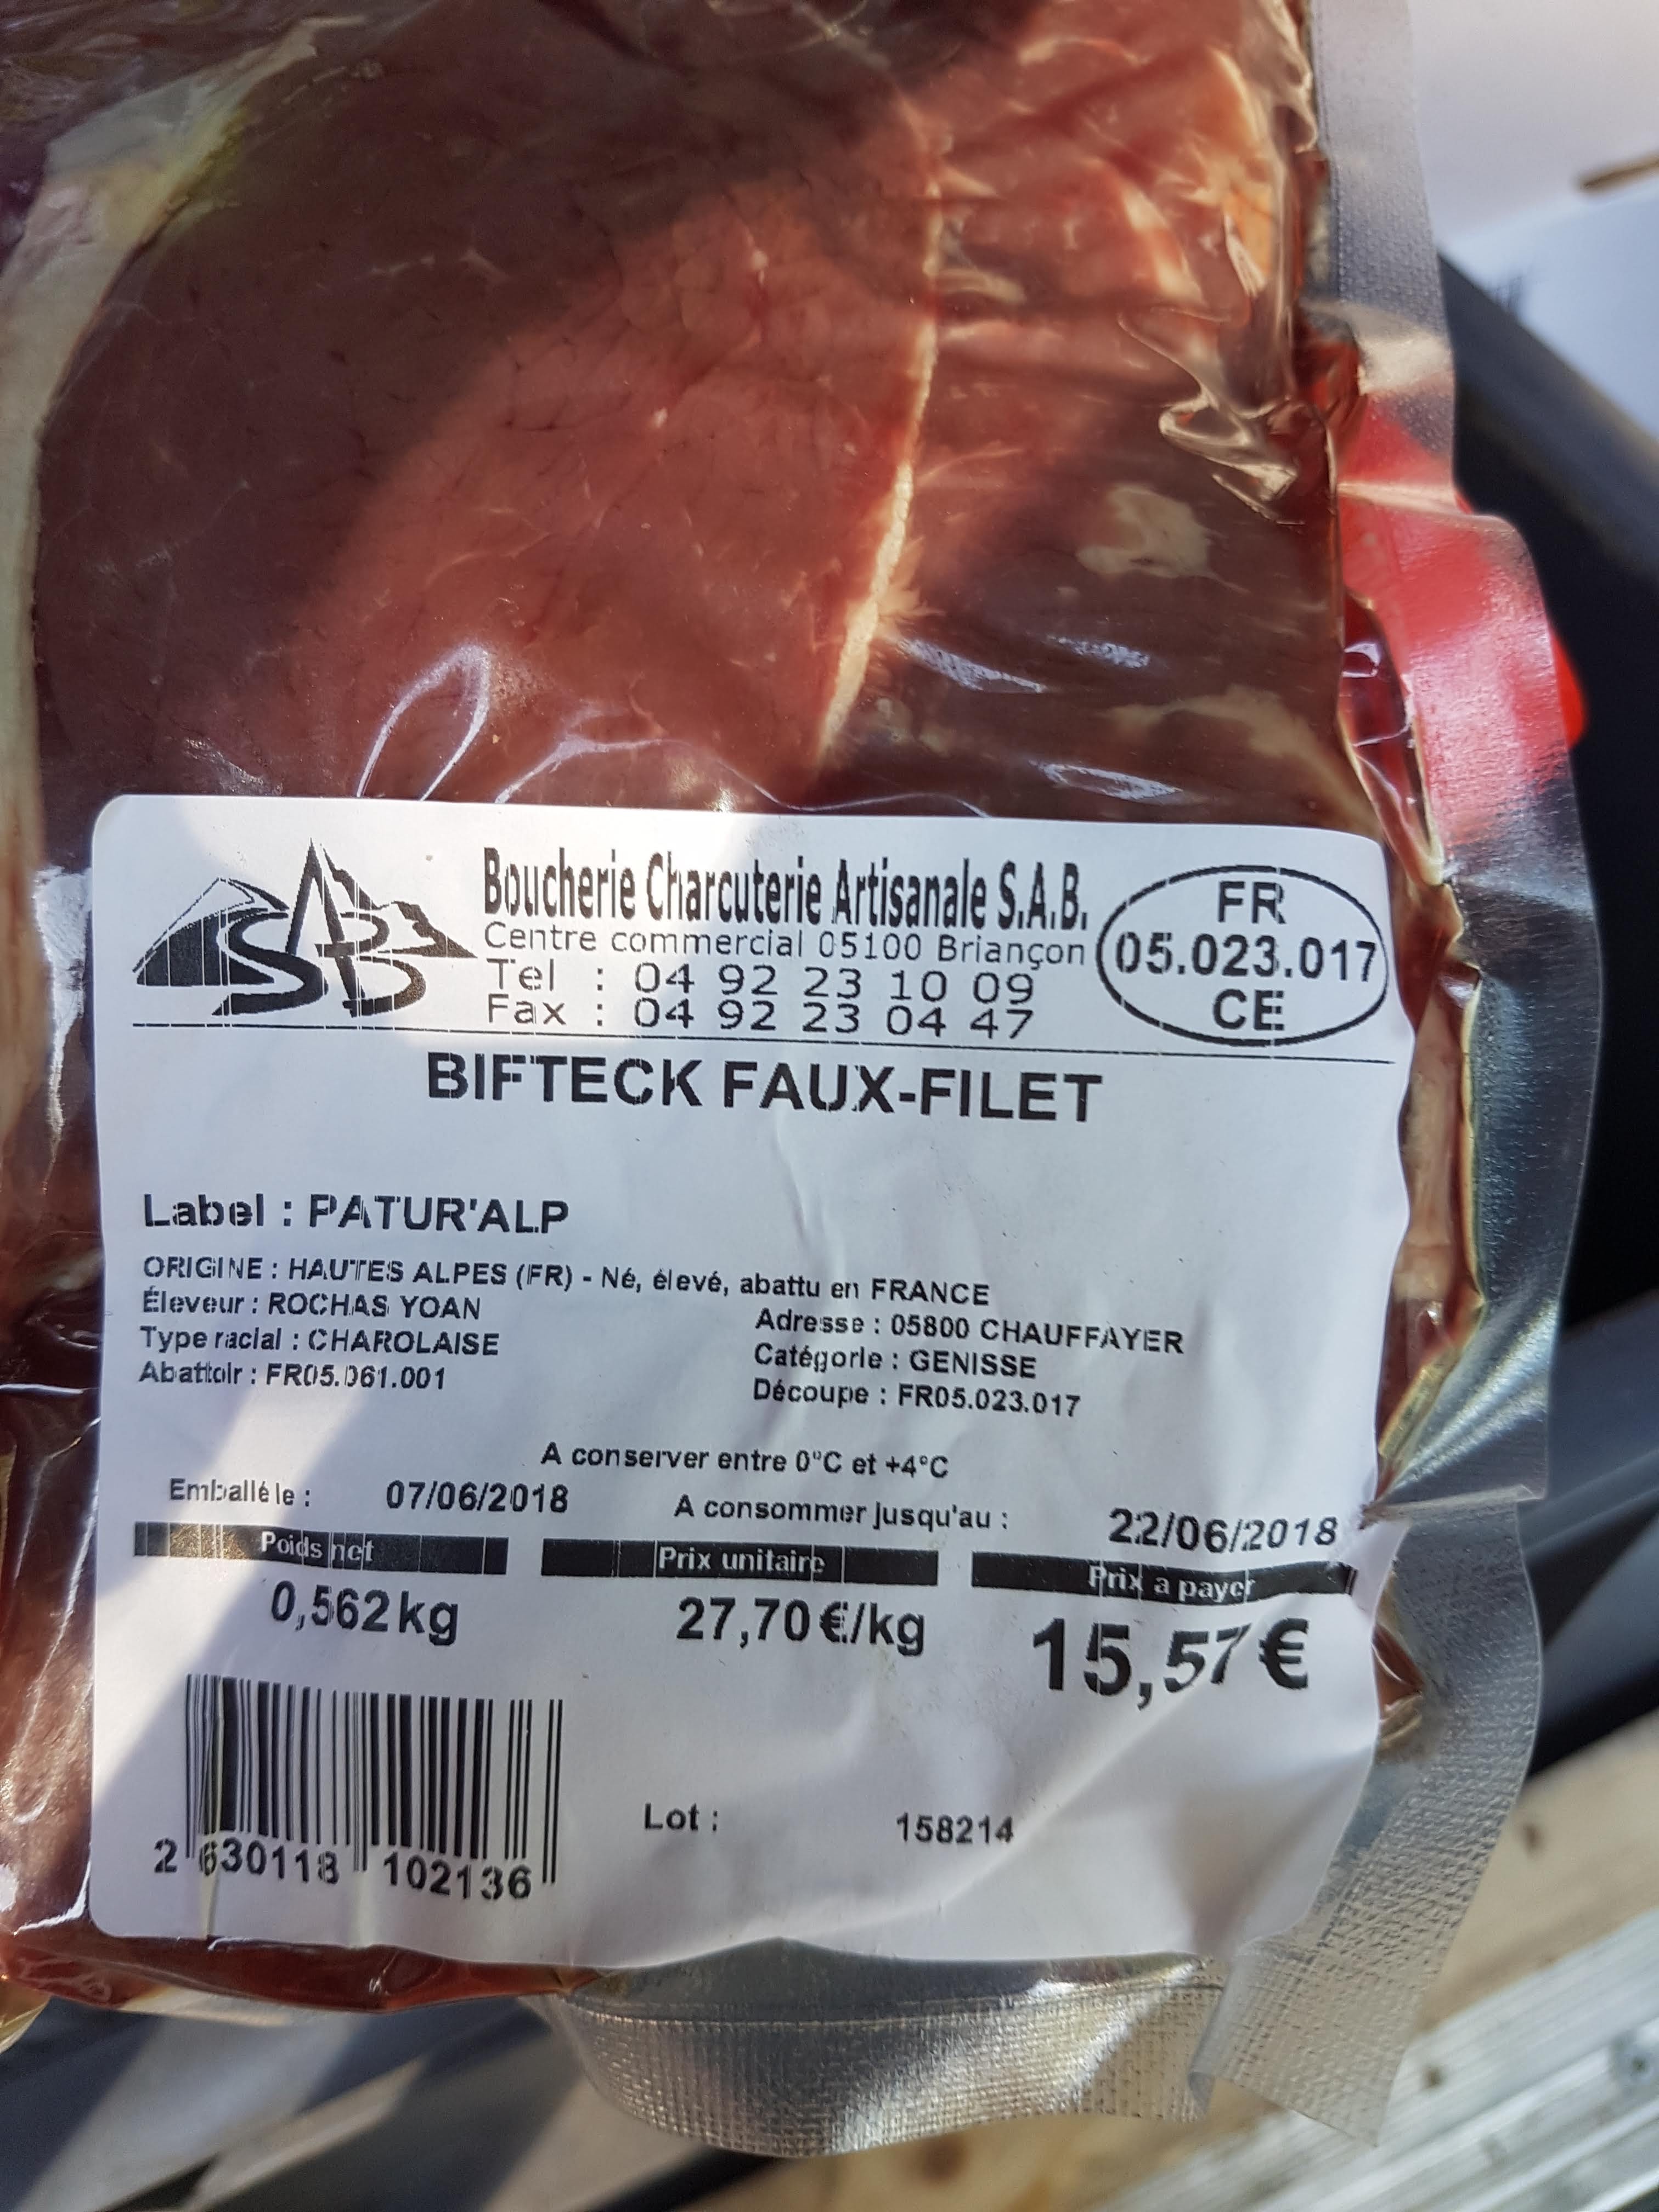 SAB
Boucherie Charcuterie Artisanale S.A.B.
Centre commercial 05100 Briançon
Tel : 04 92 23 10 09
Fax : 04 92 23 04 47
FR
05.023.017
CE
BIFTECK FAUX-FILET
Label : PATUR'ALP
ORIGINE : HAUTES ALPES (FR) - Né, élevé, abattu en FRANCE
Éleveur : ROCHAS YOAN
Adresse : 05800 CHAUFFAYER
Type racial : CHAROLAISE
Catégorie : GENISSE
Abattoir : FR05.061.001
Découpe : FR05.023.017
A conserver entre 0°C et +4°C
Emballé le : 07/06/2018
A consommer jusqu'au : 22/06/2018
Poids net
Prix unitaire
Prix a payer
0,562 kg
27,70 €/kg
15,57 €
2 630118 102136
Lot : 158214